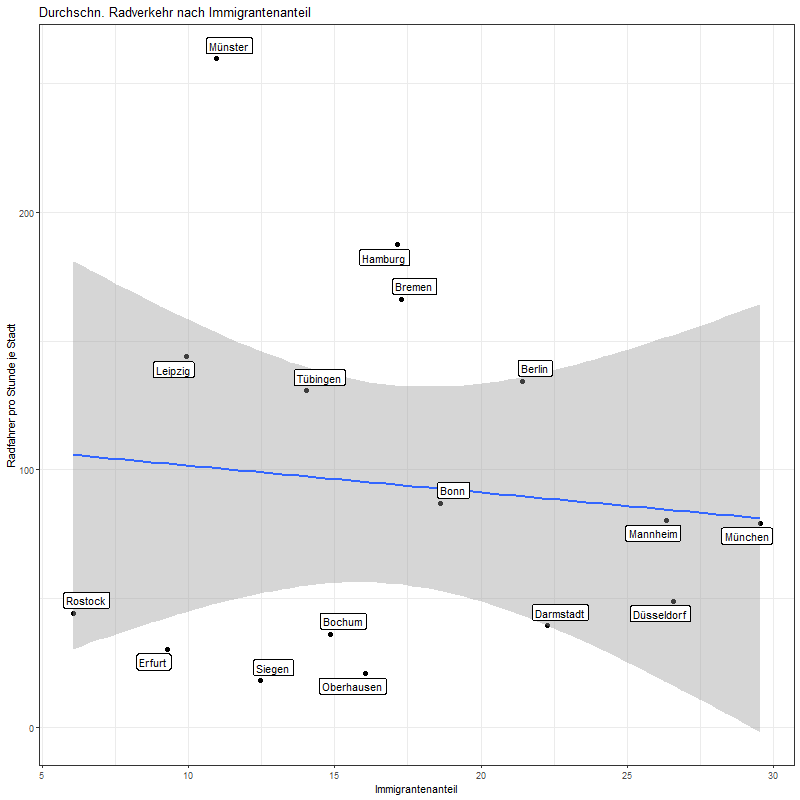 Durchschn. Radverkehr nach Immigrantenanteil
Münster
200
Hamburg
Bremen
Leipzig
Tübingen
Berlin
Radfahrer pro Stunde je Stadt
100
Bonn
Mannheim
München
Rostock
Bochum
Darmstadt
Düsseldorf
Erfurt
Siegen
Oberhausen
0
5 10 15 20 25 30
Immigrantenanteil